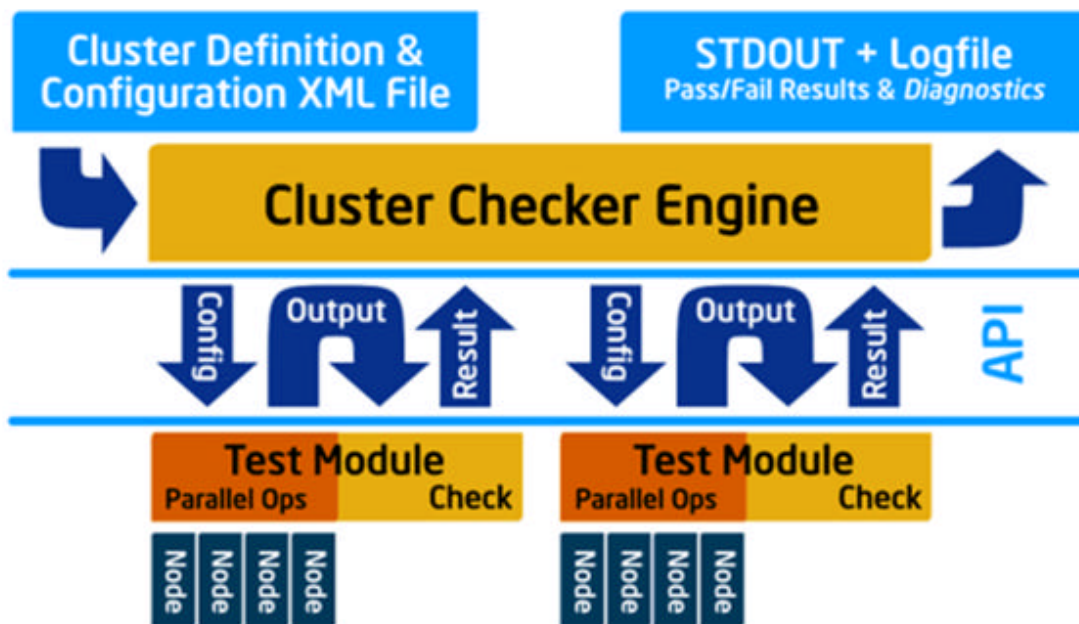 Cluster Definition &
Configuration XML File
STDOUT + Logfile
Pass/Fail Results & Diagnostics
Cluster Checker Engine
Config
Output
Result
Config
Output
Result
API
Test Module
Parallel Ops
Check
Test Module
Parallel Ops
Check
Node
Node
Node
Node
Node
Node
Node
Node